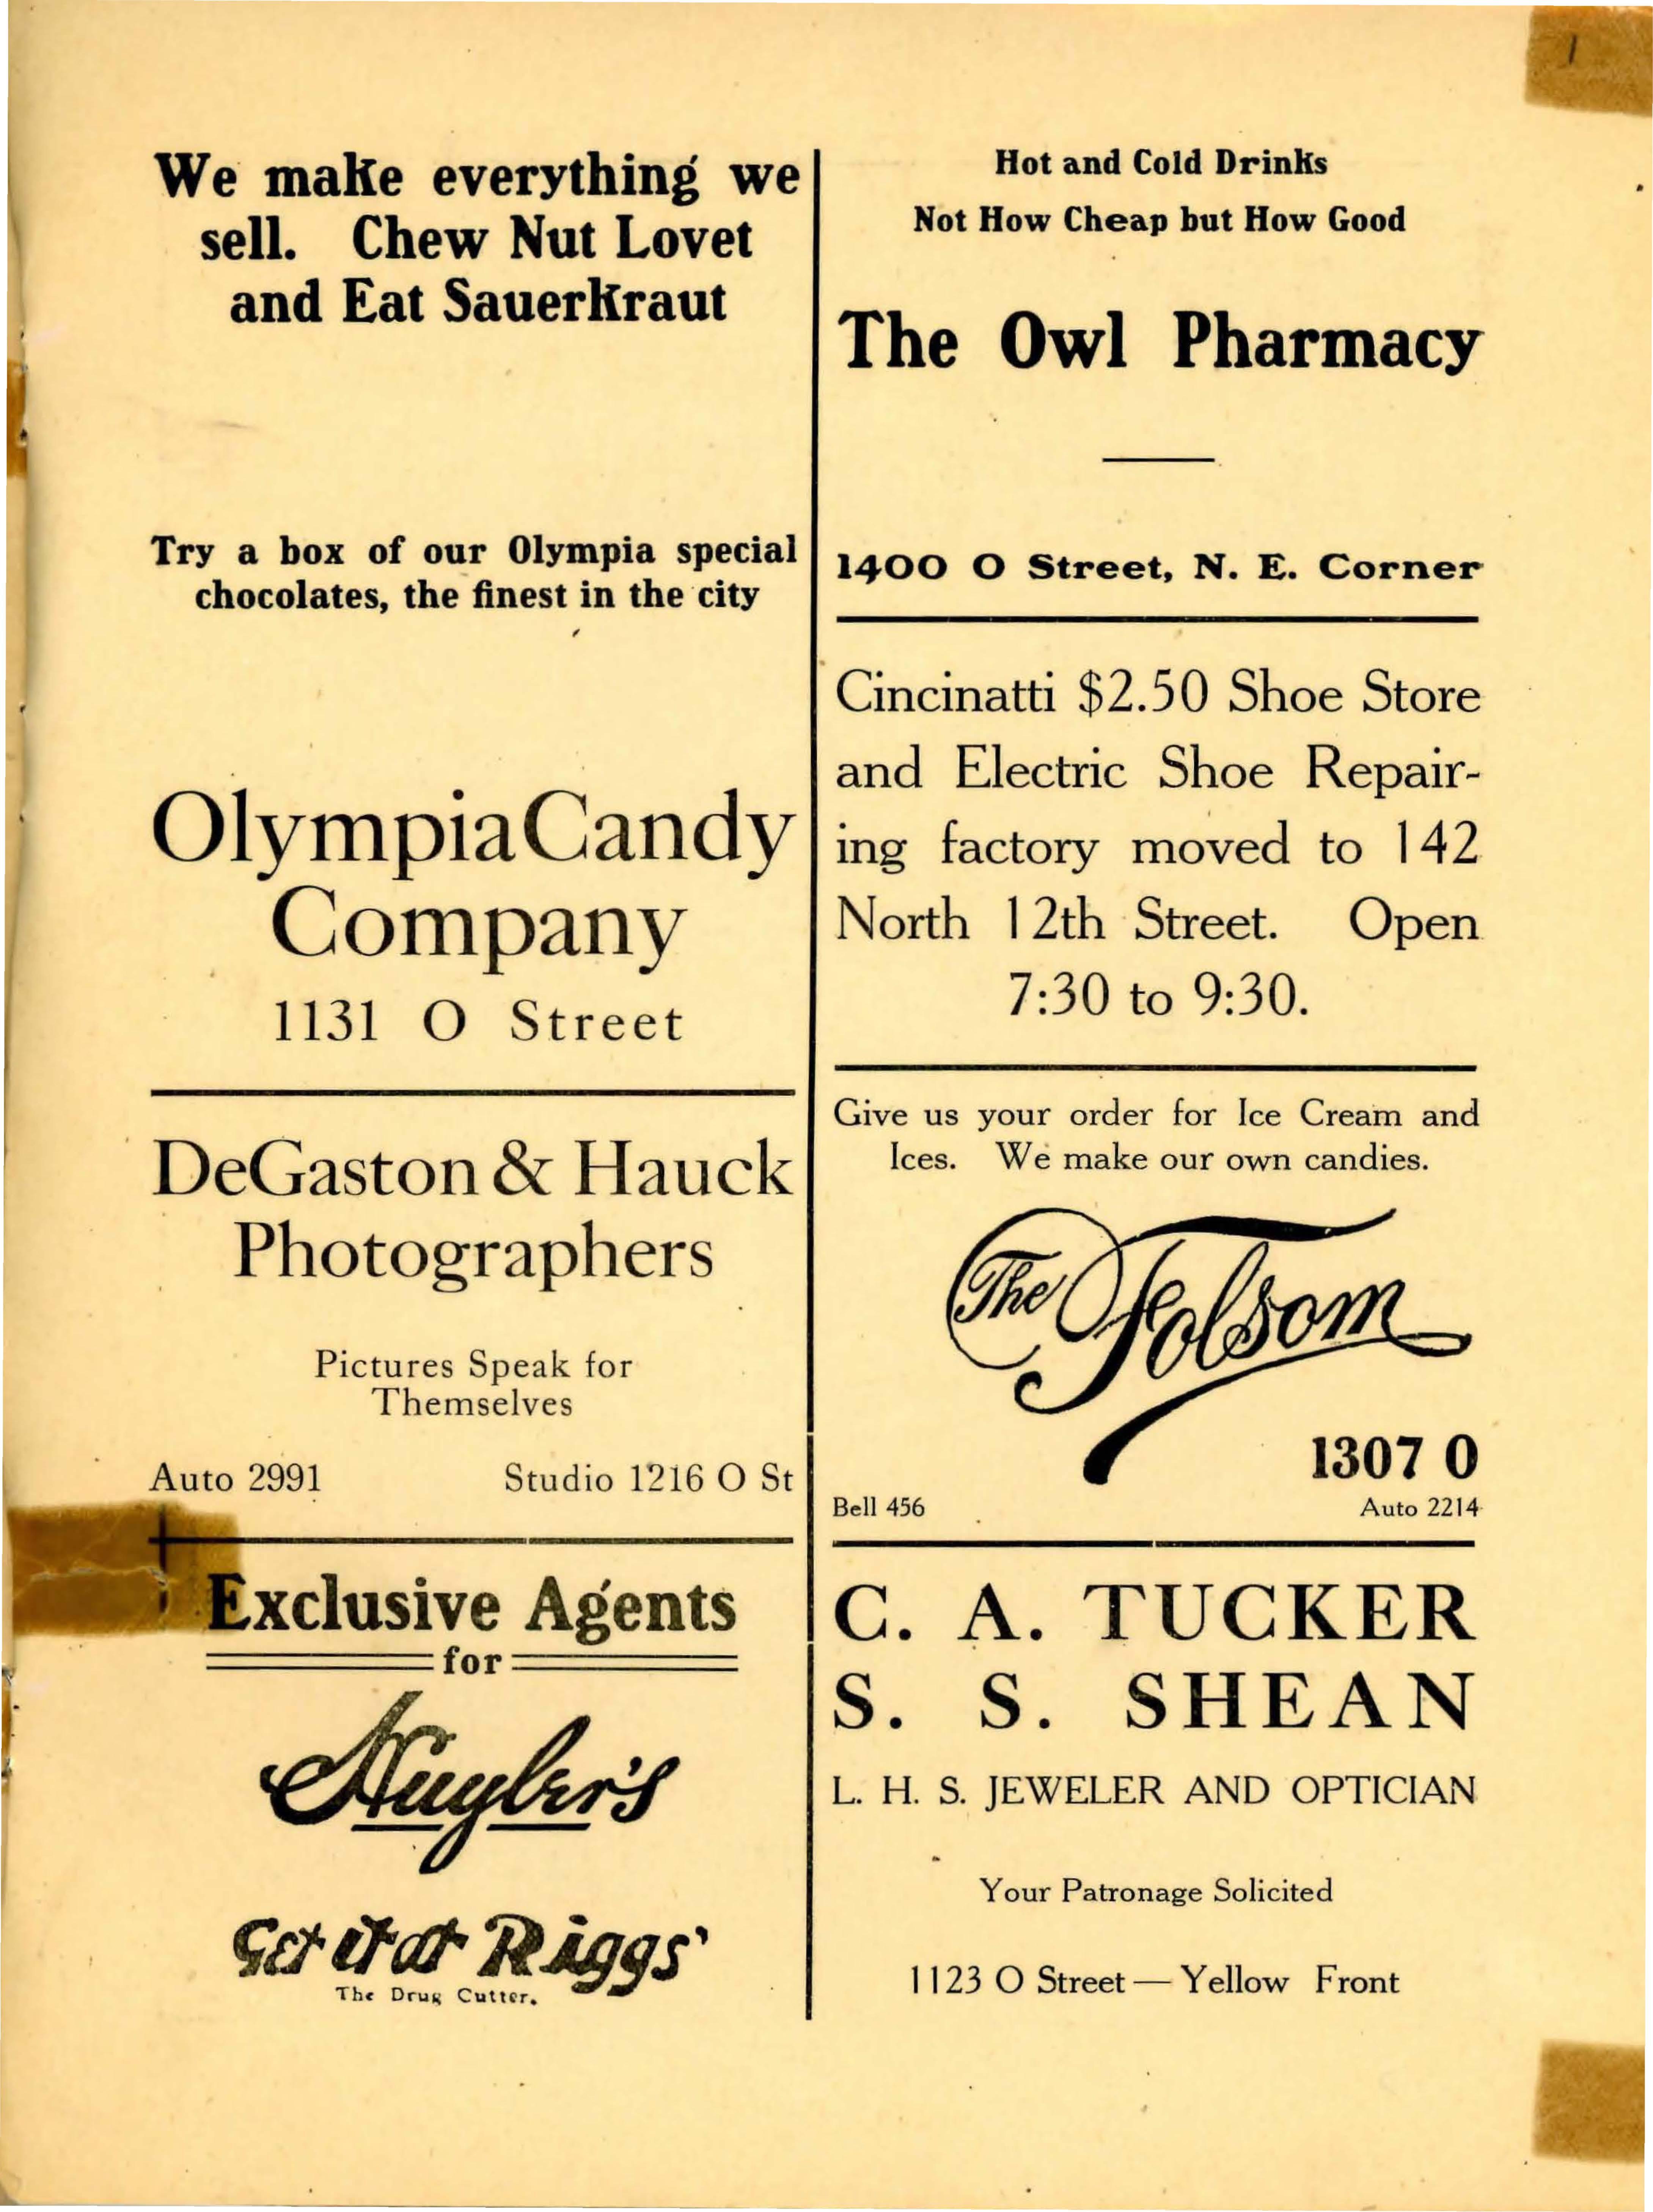 1
We make everything we
sell. Chew Nut Lovet
and Eat Sauerkraut
Try a box of our Olympia special
chocolates, the finest in the city
Olympia Candy
Company
1131 O Street
DeGaston & Hauck
Photographers
Pictures Speak for
Themselves
Auto 2991 Studio 1216 O St
Exclusive Agents
for
Huyler's
Get it at Riggs'
The Drug Cutter.
Hot and Cold Drinks
Not How Cheap but How Good
The Owl Pharmacy
1400 O Street, N. E. Corner
Cincinatti $2.50 Shoe Store
and Electric Shoe Repair-
ing factory moved to 142
North 12th Street. Open
7:30 to 9:30.
Give us your order for Ice Cream and
Ices. We make our own candies.
The Folsom
1307 O
Bell 456 Auto 2214
C. A. TUCKER
S. S. SHEAN
L. H. S. JEWELER AND OPTICIAN
Your Patronage Solicited
1123 O Street — Yellow Front